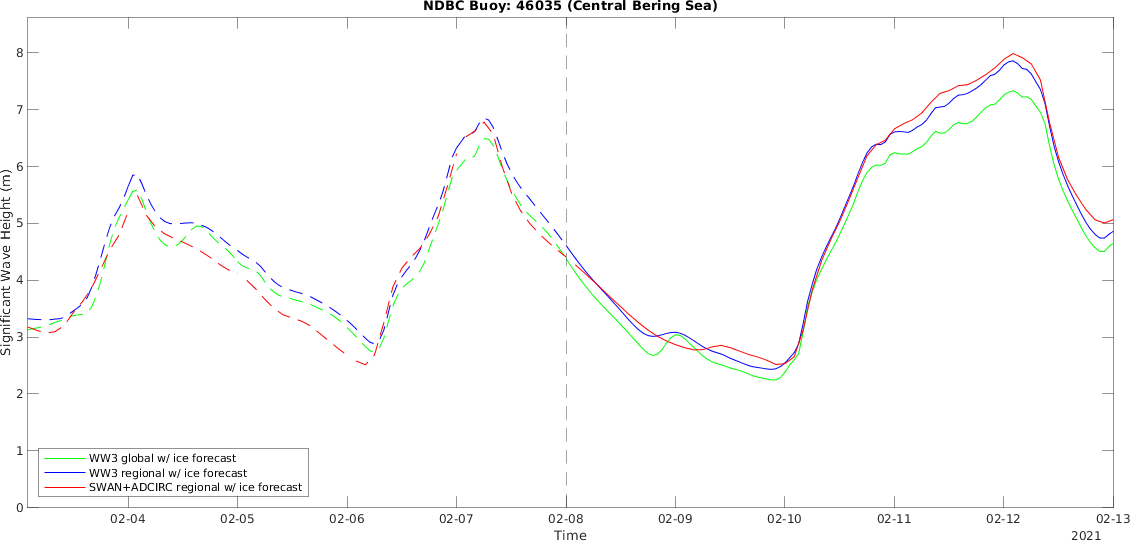 NDBC Buoy: 46035 (Central Bering Sea)
Significant Wave Height (m)
8
7
6
5
4
3
2
1
0
WW3 global w/ ice forecast
WW3 regional w/ ice forecast
SWAN+ADCIRC regional w/ ice forecast
02-04 02-05 02-06 02-07 02-08 02-09 02-10 02-11 02-12 02-13
Time
2021